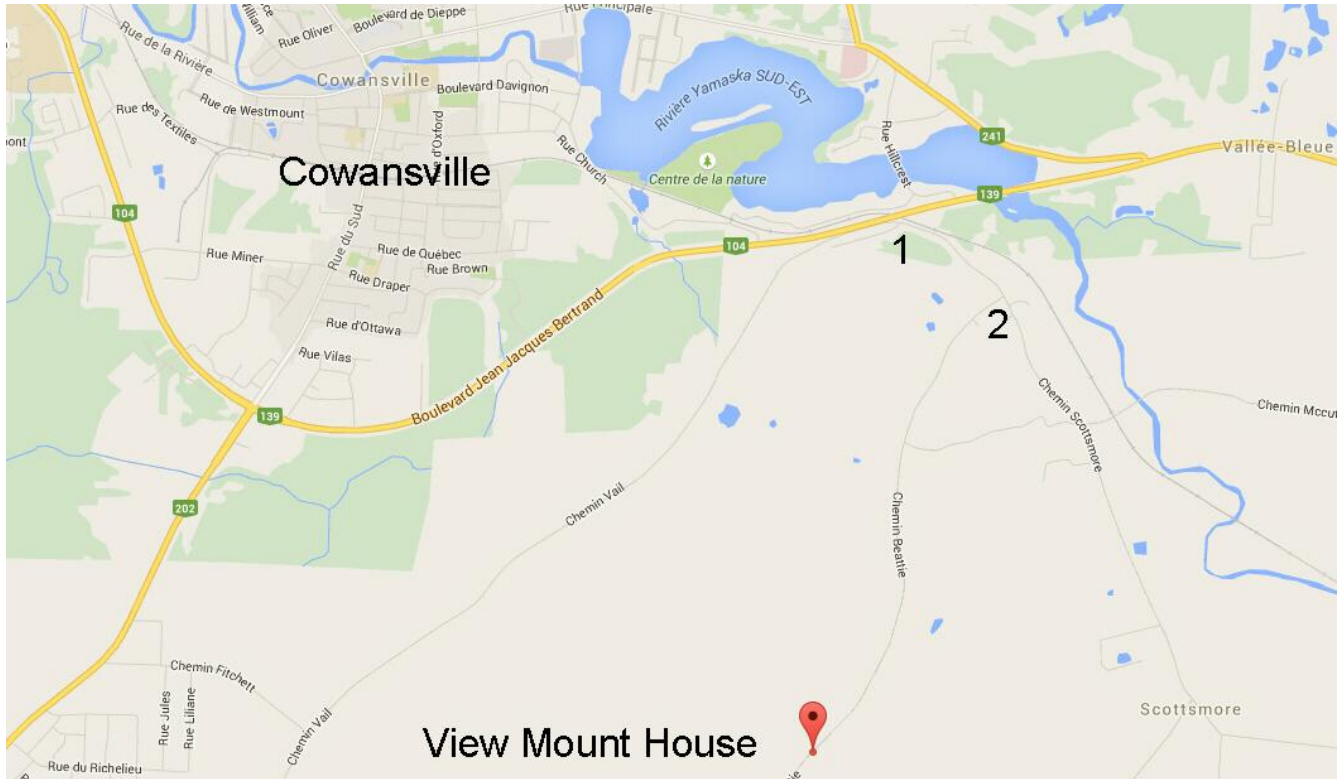 William
Rue Oliver
Boulevard de Dieppe
Rue Principale
Rue de la Rivière
Cowansville
Boulevard Davignon
Rivière Yamaska SUD-EST
Rue de Westmount
Rue des Textiles
Rue d'Oxford
Rue Church
Rue Hillcrest
241
Vallée-Bleue
Cowansville
Centre de la nature
139
104
Rue du Sud
Rue Miner
Rue de Québec
Rue Brown
Rue Draper
104
1
Rue d'Ottawa
2
Rue Vilas
Boulevard Jean Jacques Bertrand
139
Chemin Scottsmore
Chemin Mccut
202
Chemin Vail
Chemin Beattie
Chemin Fitchett
Rue Jules
Rue Liliane
Chemin Vail
Scottsmore
View Mount House
Rue du Richelieu